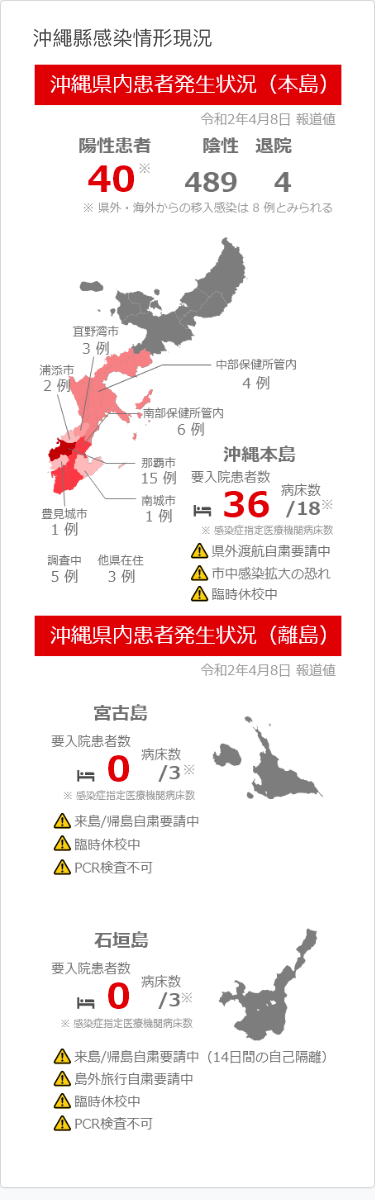 沖縄縣感染情形現況
沖縄県内患者発生状況（本島）
令和2年4月8日 報道値
陽性患者 陰性 退院
40※ 489 4
※ 県外・海外からの移入感染は 8 例とみられる
宜野湾市
3 例
浦添市
2 例
中部保健所管内
4 例
南部保健所管内
6 例
那覇市
15 例
南城市
1 例
豊見城市
1 例
調査中
5 例
他県在住
3 例
沖縄本島
要入院患者数 病床数
36 /18※
※ 感染症指定医療機関病床数
県外渡航自粛要請中
市中感染拡大の恐れ
臨時休校中
沖縄県内患者発生状況（離島）
令和2年4月8日 報道値
宮古島
要入院患者数 病床数
0 /3※
※ 感染症指定医療機関病床数
来島/帰島自粛要請中
臨時休校中
PCR検査不可
石垣島
要入院患者数 病床数
0 /3※
※ 感染症指定医療機関病床数
来島/帰島自粛要請中（14日間の自己隔離）
島外旅行自粛要請中
臨時休校中
PCR検査不可